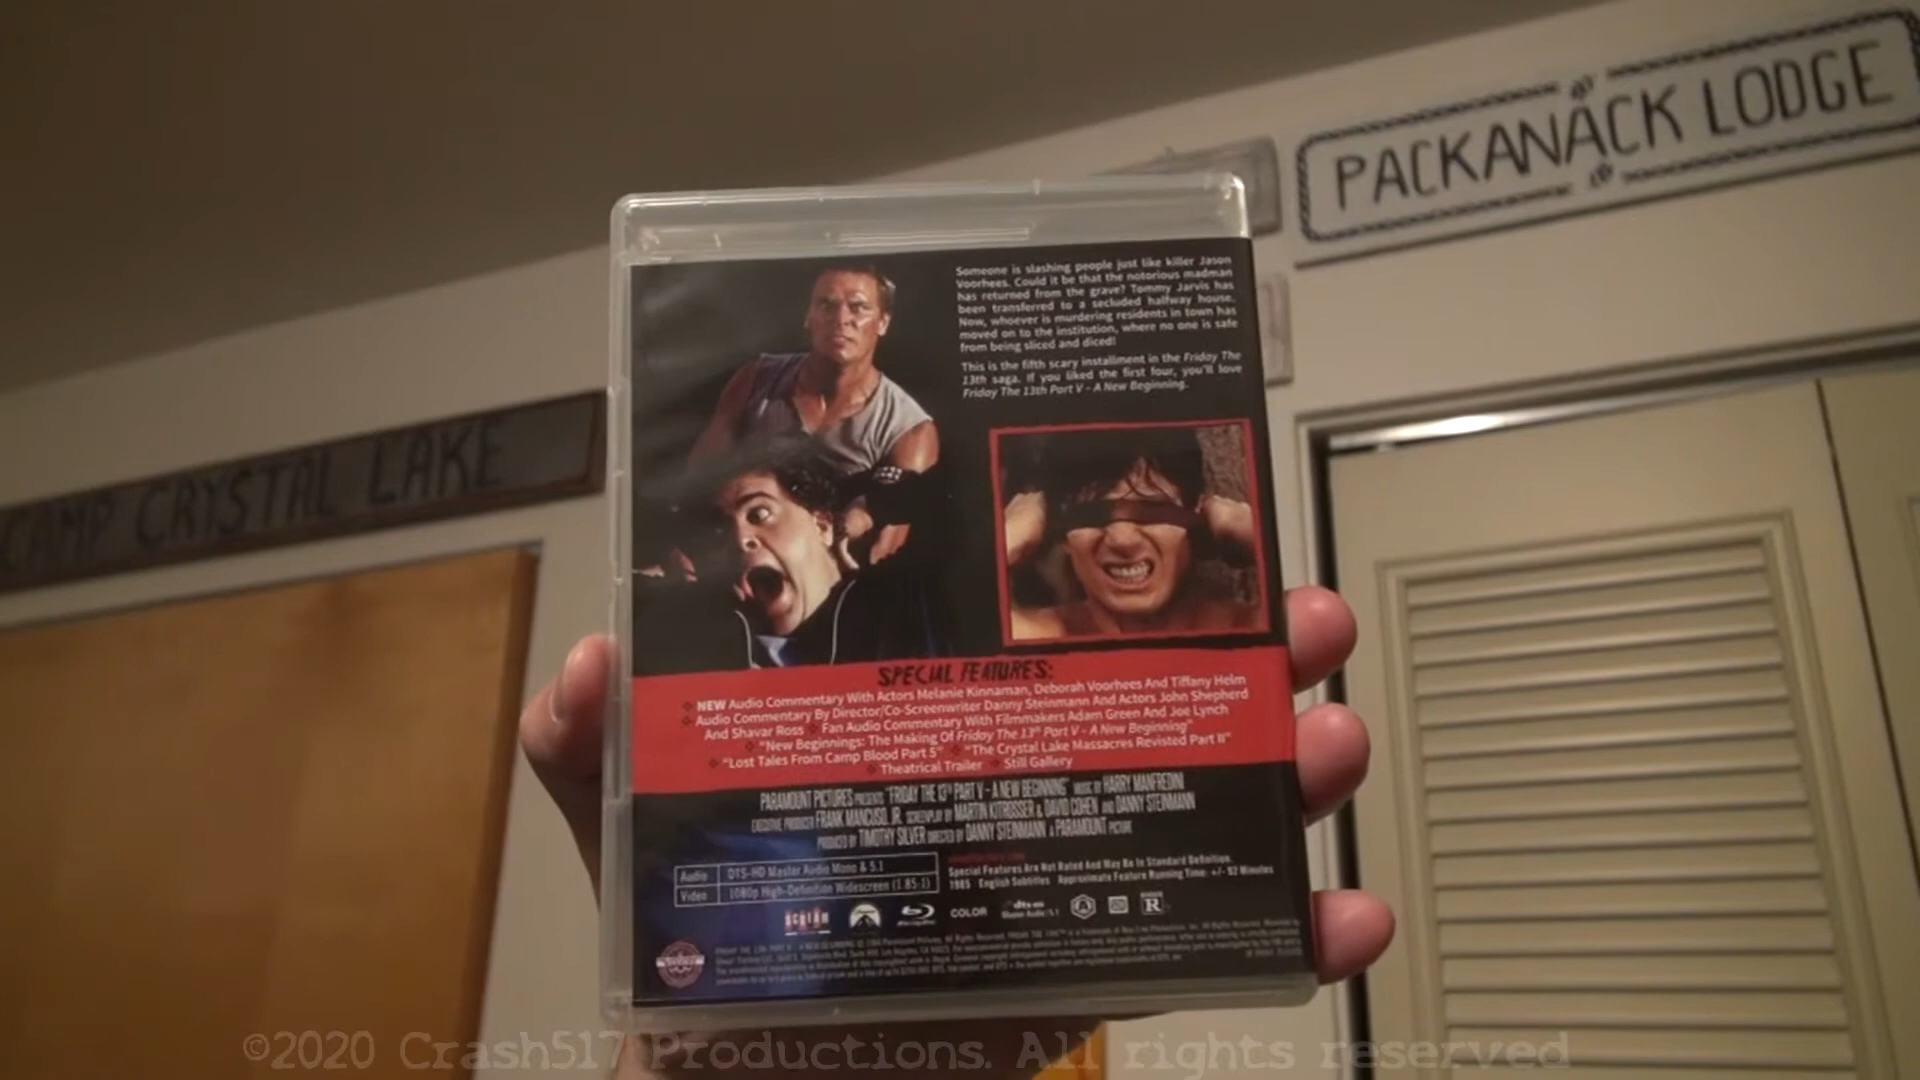 PACKANACK LODGE
CAMP CRYSTAL LAKE
Someone is slashing people just like killer Jason
Voorhees. Could it be that the notorious madman
has returned from the grave? Tommy Jarvis has
been transferred to a secluded halfway house.
Now, whoever is murdering residents in town has
moved on to the institution, where no one is safe
from being sliced and diced!
This is the fifth scary installment in the Friday The
13th saga. If you liked the first four, you'll love
Friday The 13th Part V - A New Beginning.
SPECIAL FEATURES:
NEW Audio Commentary With Actors Melanie Kinnaman, Deborah Voorhees And Tiffany Helm
Audio Commentary By Director/Co-Screenwriter Danny Steinmann And Actors John Shepherd
And Shavar Ross Fan Audio Commentary With Filmmakers Adam Green And Joe Lynch
"New Beginnings: The Making Of Friday The 13th Part V - A New Beginning"
"Lost Tales From Camp Blood Part 5" "The Crystal Lake Massacres Revisted Part II"
Theatrical Trailer Still Gallery
PARAMOUNT PICTURES PRESENTS "FRIDAY THE 13TH PART V - A NEW BEGINNING" MUSIC BY HARRY MANFREDINI
EXECUTIVE PRODUCER FRANK MANCUSO, JR. SCREENPLAY BY MARTIN KITROSSER & DAVID COHEN AND DANNY STEINMANN
PRODUCED BY TIMOTHY SILVER DIRECTED BY DANNY STEINMANN A PARAMOUNT PICTURE
Audio DTS-HD Master Audio Mono & 5.1
Video 1080p High-Definition Widescreen (1.85:1)
Special Features Are Not Rated And May Be In Standard Definition.
1985 English Subtitles Approximate Feature Running Time: +/- 92 Minutes
SCREAM COLOR dts-HD R
©2020 Crash517 Productions. All rights reserved